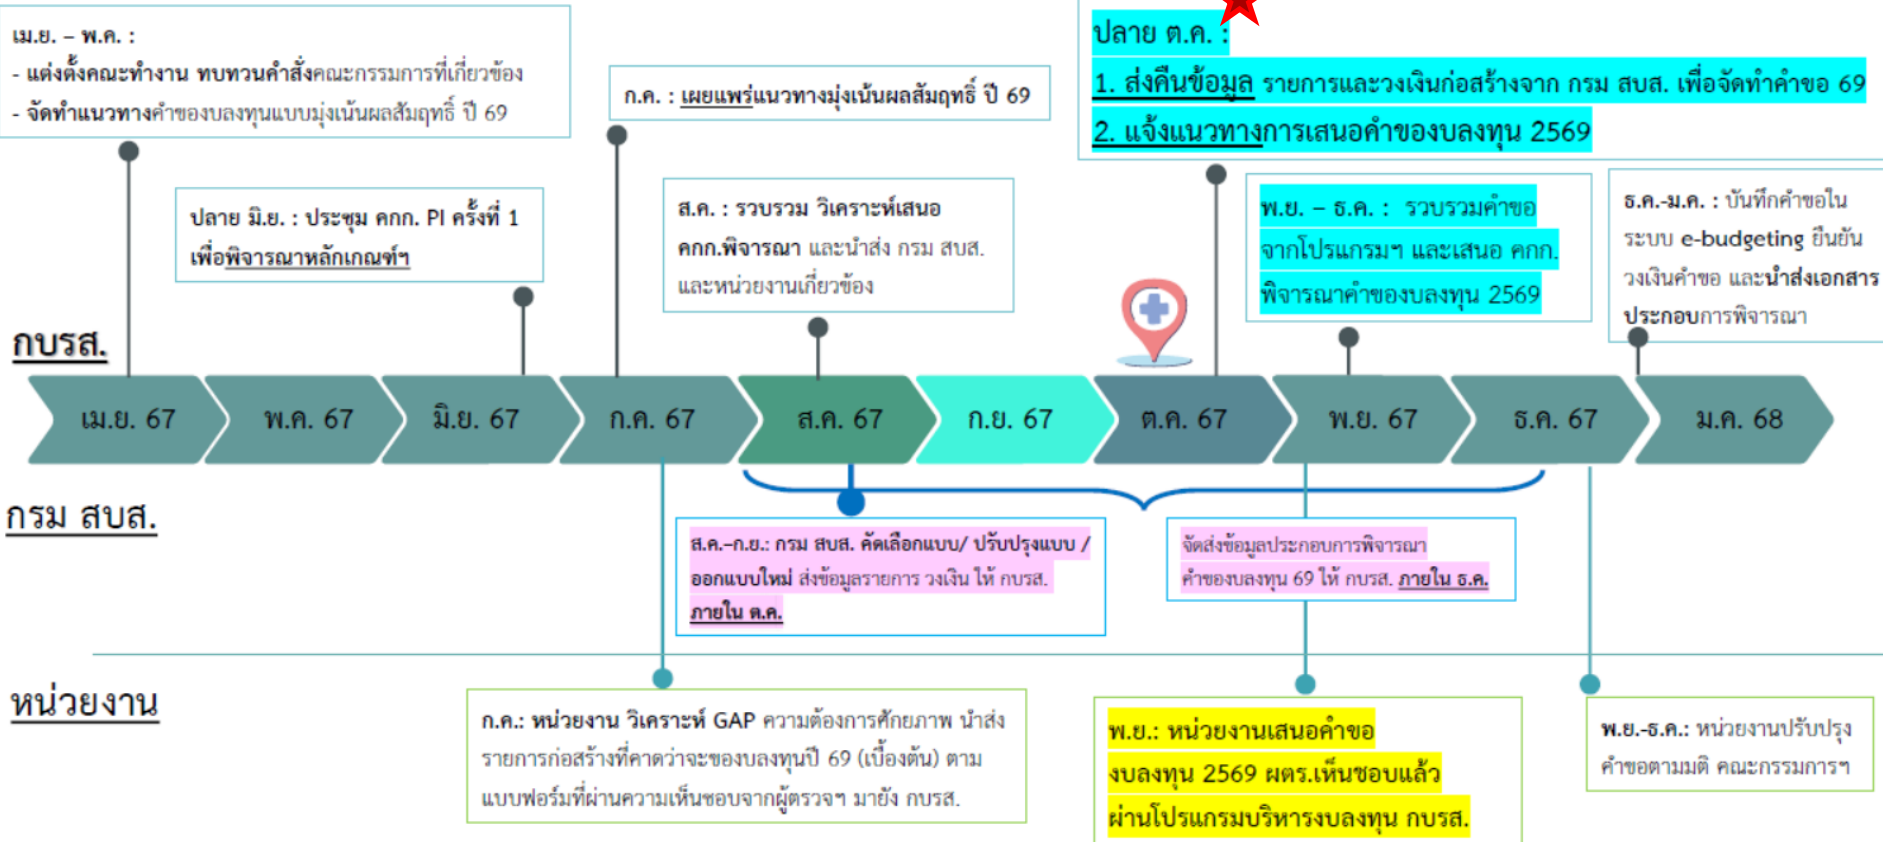 เม.ย. – พ.ค. :
- แต่งตั้งคณะทำงาน ทบทวนคำสั่งคณะกรรมการที่เกี่ยวข้อง
- จัดทำแนวทางคำของบลงทุนแบบมุ่งเน้นผลสัมฤทธิ์ ปี 69
ก.ค. : เผยแพร่แนวทางมุ่งเน้นผลสัมฤทธิ์ ปี 69
ปลาย ต.ค. :
1. ส่งคืนข้อมูล รายการและวงเงินก่อสร้างจาก กรม สบส. เพื่อจัดทำคำขอ 69
2. แจ้งแนวทางการเสนอคำของบลงทุน 2569
ปลาย มิ.ย. : ประชุม คกก. PI ครั้งที่ 1
เพื่อพิจารณาหลักเกณฑ์ฯ
ส.ค. : รวบรวม วิเคราะห์เสนอ
คกก.พิจารณา และนำส่ง กรม สบส.
และหน่วยงานเกี่ยวข้อง
พ.ย. – ธ.ค. : รวบรวมคำขอ
จากโปรแกรมฯ และเสนอ คกก.
พิจารณาคำของบลงทุน 2569
ธ.ค.-ม.ค. : บันทึกคำขอใน
ระบบ e-budgeting ยืนยัน
วงเงินคำขอ และนำส่งเอกสาร
ประกอบการพิจารณา
กบรส.
เม.ย. 67
พ.ค. 67
มิ.ย. 67
ก.ค. 67
ส.ค. 67
ก.ย. 67
ต.ค. 67
พ.ย. 67
ธ.ค. 67
ม.ค. 68
กรม สบส.
ส.ค.–ก.ย.: กรม สบส. คัดเลือกแบบ/ ปรับปรุงแบบ /
ออกแบบใหม่ ส่งข้อมูลรายการ วงเงิน ให้ กบรส.
ภายใน ต.ค.
จัดส่งข้อมูลประกอบการพิจารณา
คำของบลงทุน 69 ให้ กบรส. ภายใน ธ.ค.
หน่วยงาน
ก.ค.: หน่วยงาน วิเคราะห์ GAP ความต้องการศักยภาพ นำส่ง
รายการก่อสร้างที่คาดว่าจะของบลงทุนปี 69 (เบื้องต้น) ตาม
แบบฟอร์มที่ผ่านความเห็นชอบจากผู้ตรวจฯ มายัง กบรส.
พ.ย.: หน่วยงานเสนอคำขอ
งบลงทุน 2569 ผตร.เห็นชอบแล้ว
ผ่านโปรแกรมบริหารงบลงทุน กบรส.
พ.ย.-ธ.ค.: หน่วยงานปรับปรุง
คำขอตามมติ คณะกรรมการฯ